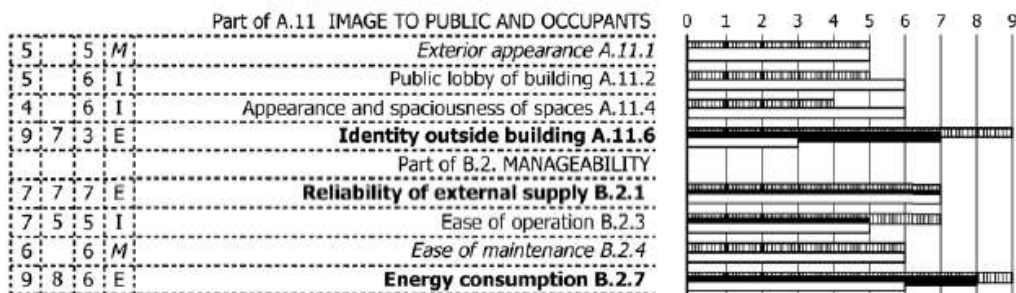 Part of A.11 IMAGE TO PUBLIC AND OCCUPANTS 0 1 2 3 4 5 6 7 8 9
5 5 M Exterior appearance A.11.1
5 6 I Public lobby of building A.11.2
4 6 I Appearance and spaciousness of spaces A.11.4
9 7 3 E Identity outside building A.11.6
Part of B.2. MANAGEABILITY
7 7 7 E Reliability of external supply B.2.1
7 5 5 I Ease of operation B.2.3
6 6 M Ease of maintenance B.2.4
9 8 6 E Energy consumption B.2.7